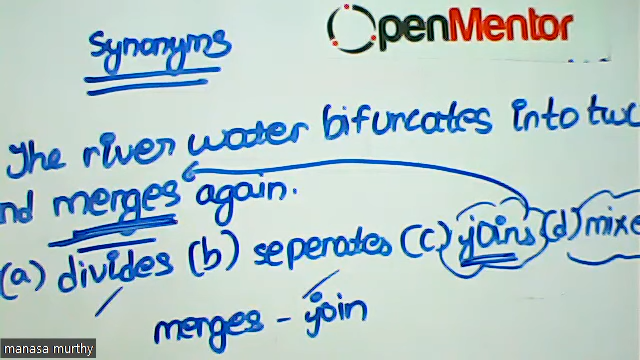 Synonyms
OpenMentor
The river water bifurcates into two
nd merges again.
(a) divides (b) seperates (c) joins (d) mixe
merges - join
manasa murthy